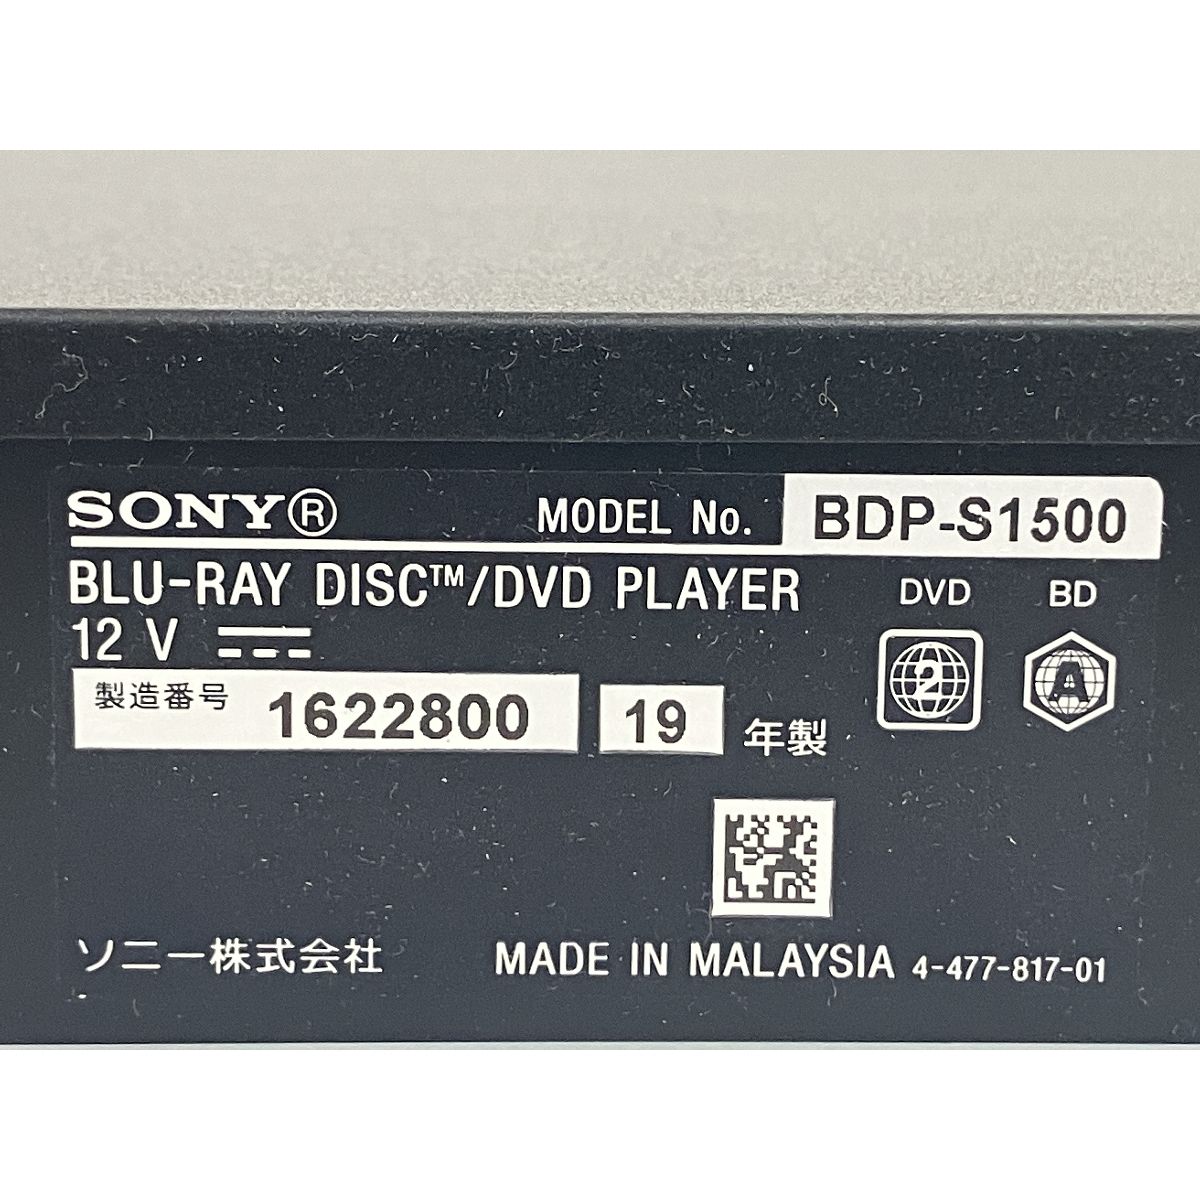 SONY® MODEL No. BDP-S1500
BLU-RAY DISC™/DVD PLAYER DVD BD
12 V
2 A
製造番号 1622800 19 年製
ソニー株式会社 MADE IN MALAYSIA 4-477-817-01